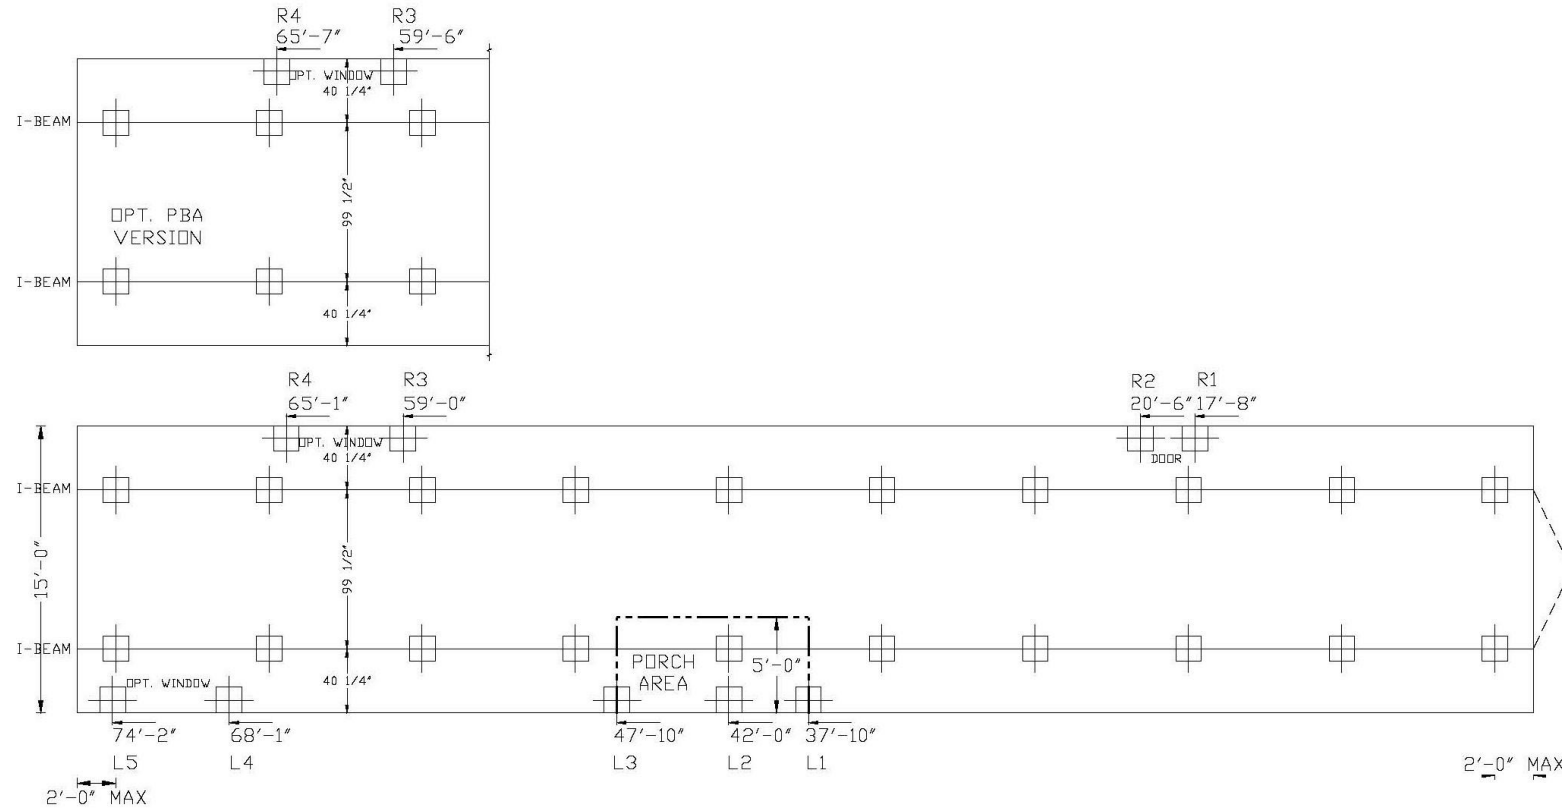 R4 R3
65'-7" 59'-6"
OPT. WINDOW
40 1/4"
I-BEAM
99 1/2"
OPT. PBA
VERSION
I-BEAM
40 1/4"
R4 R3 R2 R1
65'-1" 59'-0" 20'-6" 17'-8"
OPT. WINDOW
40 1/4"
DOOR
I-BEAM
15'-0"
99 1/2"
I-BEAM
PORCH
AREA
5'-0"
OPT. WINDOW
40 1/4"
74'-2" 68'-1" 47'-10" 42'-0" 37'-10"
L5 L4 L3 L2 L1
2'-0" MAX
2'-0" MAX